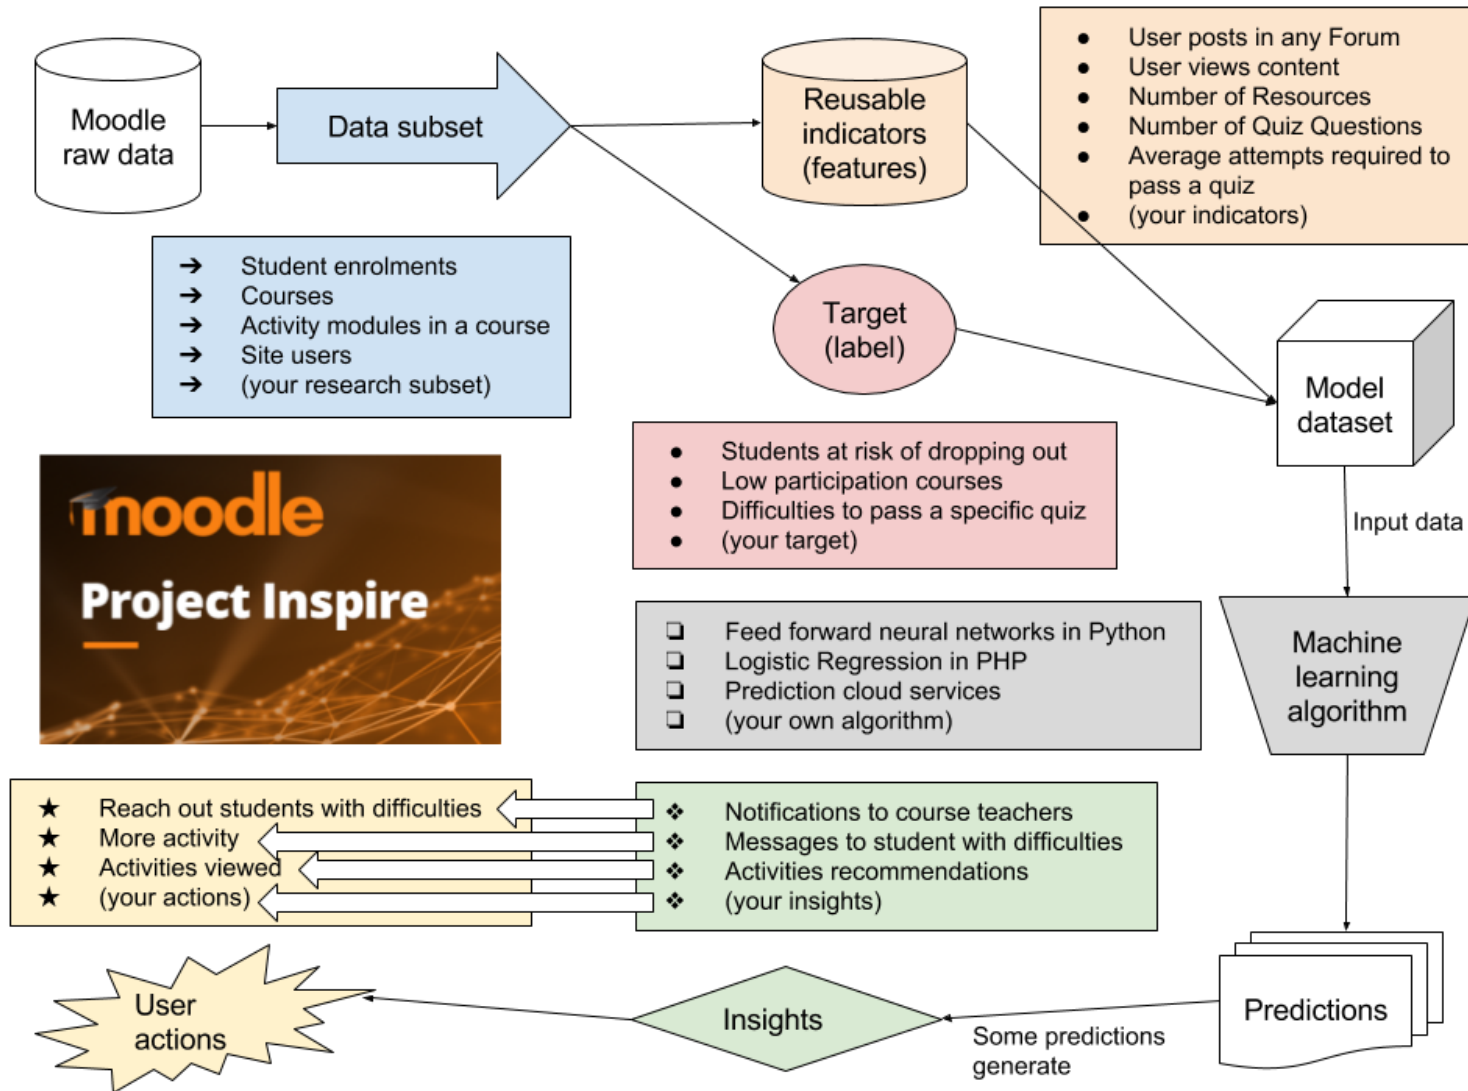 Moodle
raw data
Data subset
Reusable
indicators
(features)
● User posts in any Forum
● User views content
● Number of Resources
● Number of Quiz Questions
● Average attempts required to
pass a quiz
● (your indicators)
➔ Student enrolments
➔ Courses
➔ Activity modules in a course
➔ Site users
➔ (your research subset)
Target
(label)
Model
dataset
● Students at risk of dropping out
● Low participation courses
● Difficulties to pass a specific quiz
● (your target)
Input data
moodle
Project Inspire
❏ Feed forward neural networks in Python
❏ Logistic Regression in PHP
❏ Prediction cloud services
❏ (your own algorithm)
Machine
learning
algorithm
★ Reach out students with difficulties
★ More activity
★ Activities viewed
★ (your actions)
❖ Notifications to course teachers
❖ Messages to student with difficulties
❖ Activities recommendations
❖ (your insights)
User
actions
Insights
Some predictions
generate
Predictions